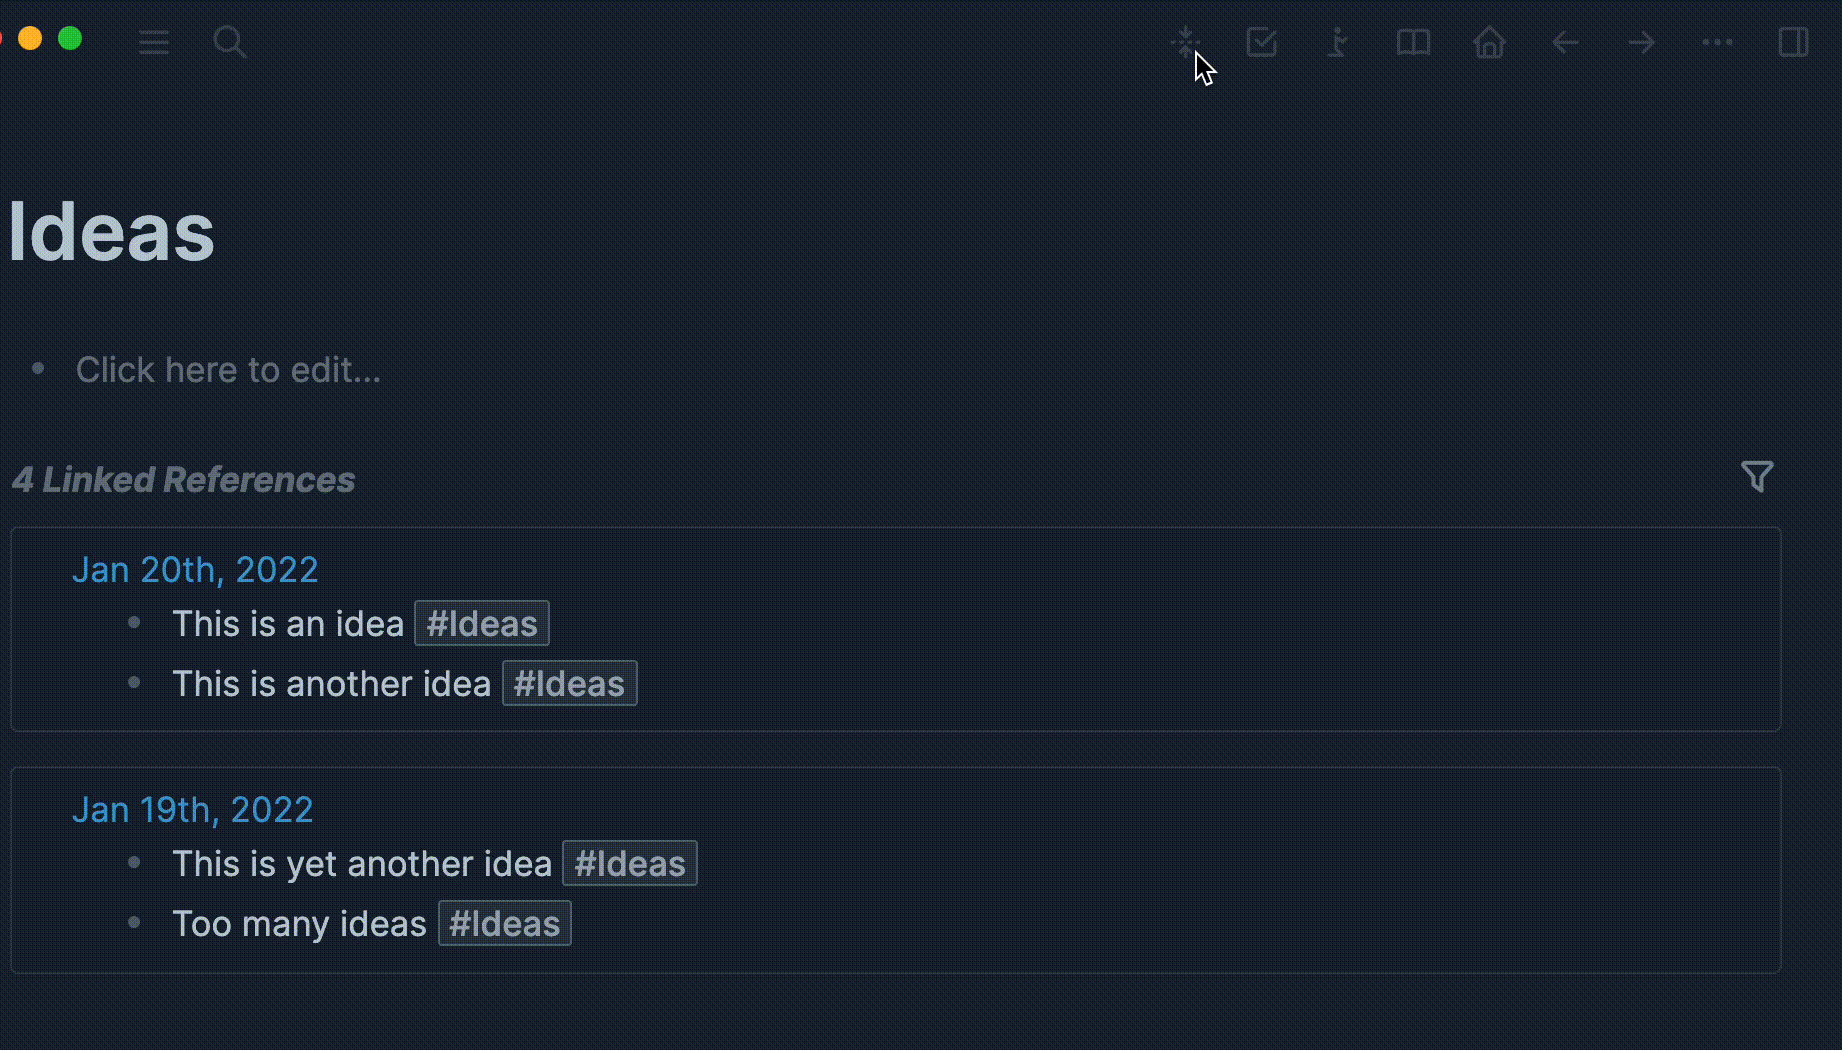 Ideas
Click here to edit...
4 Linked References
Jan 20th, 2022
This is an idea #Ideas
This is another idea #Ideas
Jan 19th, 2022
This is yet another idea #Ideas
Too many ideas #Ideas